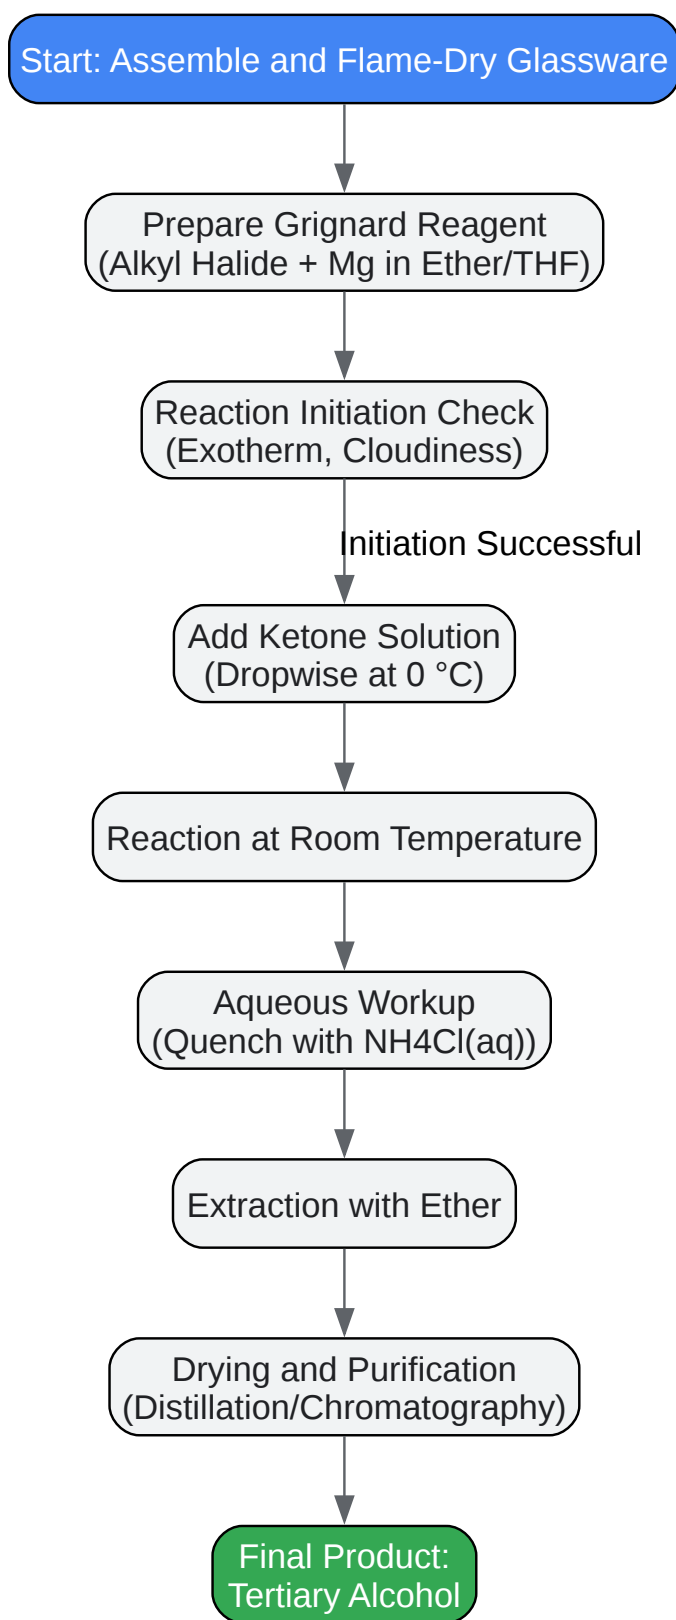 Start: Assemble and Flame-Dry Glassware
Prepare Grignard Reagent
(Alkyl Halide + Mg in Ether/THF)
Reaction Initiation Check
(Exotherm, Cloudiness)
Initiation Successful
Add Ketone Solution
(Dropwise at 0 °C)
Reaction at Room Temperature
Aqueous Workup
(Quench with NH4Cl(aq))
Extraction with Ether
Drying and Purification
(Distillation/Chromatography)
Final Product:
Tertiary Alcohol